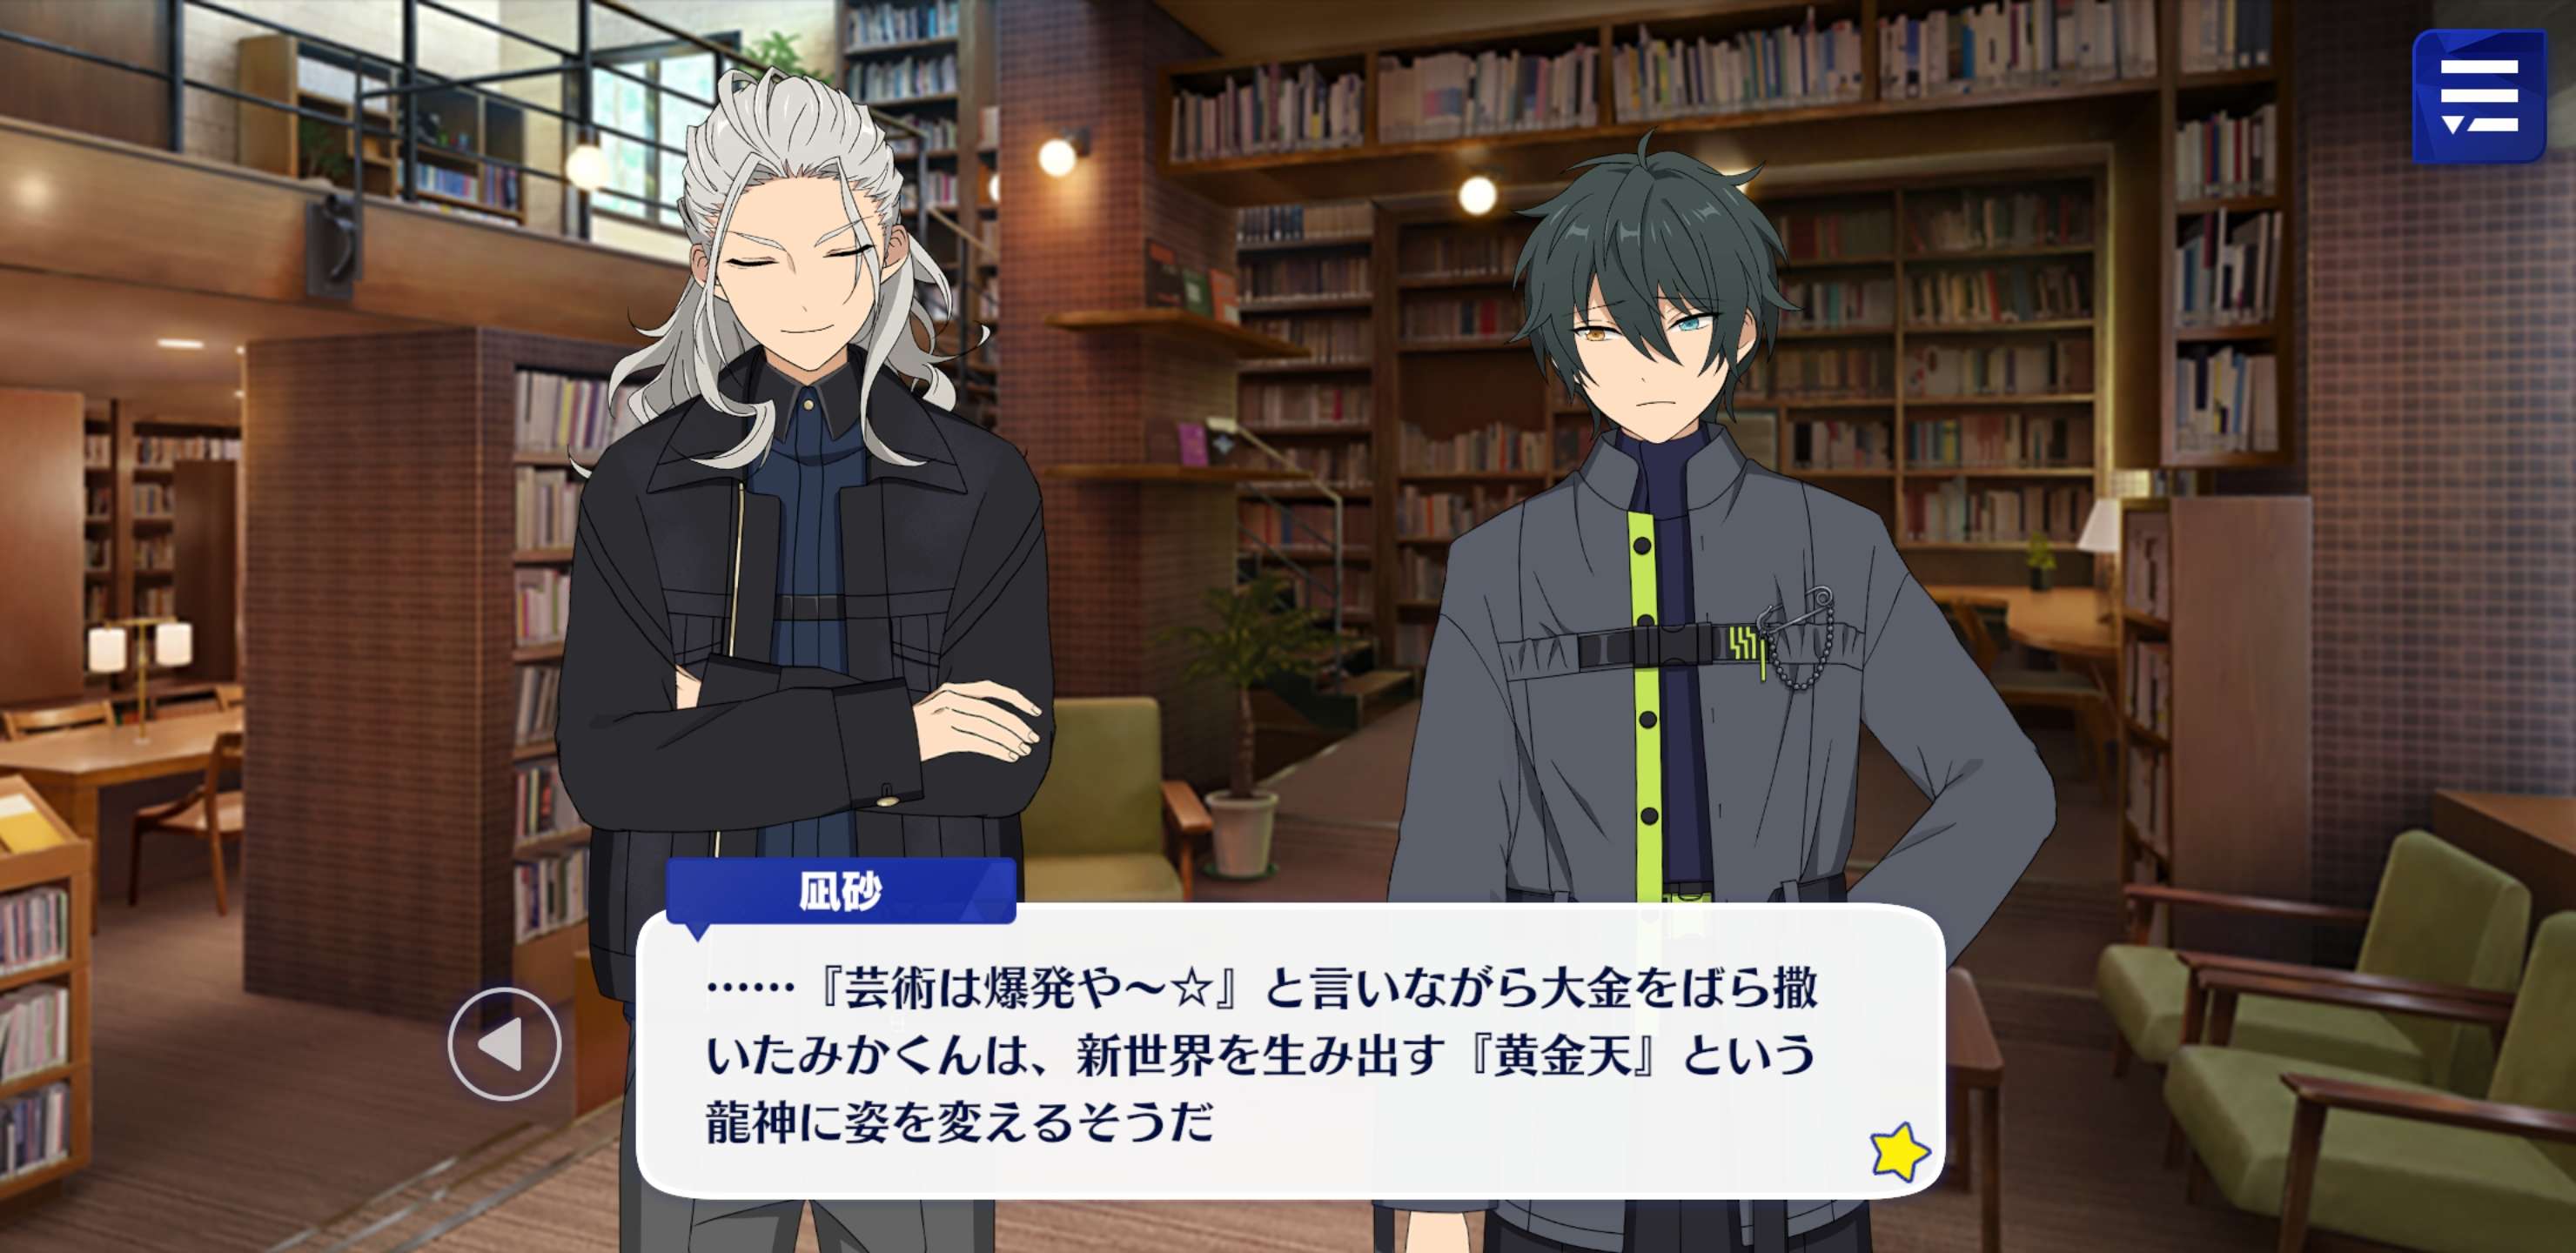 凪砂
……『芸術は爆発や～☆』と言いながら大金をばら撒
いたみかくんは、新世界を生み出す『黄金天』という
龍神に姿を変えるそうだ